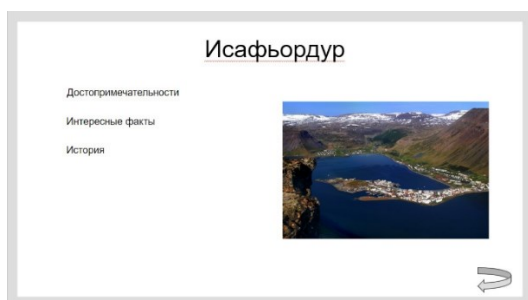 Исафьордур
Достопримечательности
Интересные факты
История